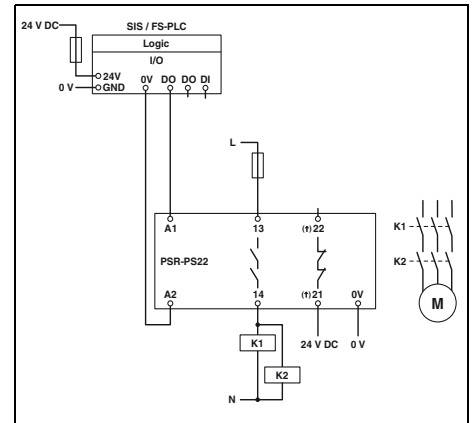 24 V DC
SIS / FS-PLC
Logic
I/O
24V
0V DO DO DI
0 V GND
L
A1 13 (†) 22
K1
PSR-PS22
K2
M
A2 14 (†) 21 0V
K1 24 V DC 0 V
K2
N